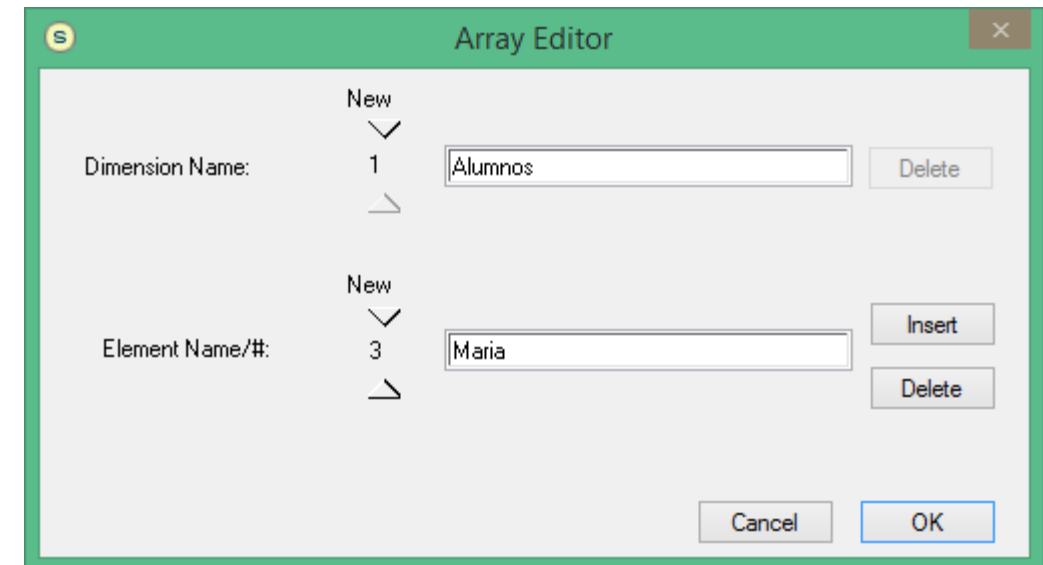 S
Array Editor
New
Dimension Name: 1 Alumnos Delete
New
Insert
Element Name/#: 3 Maria
Delete
Cancel OK